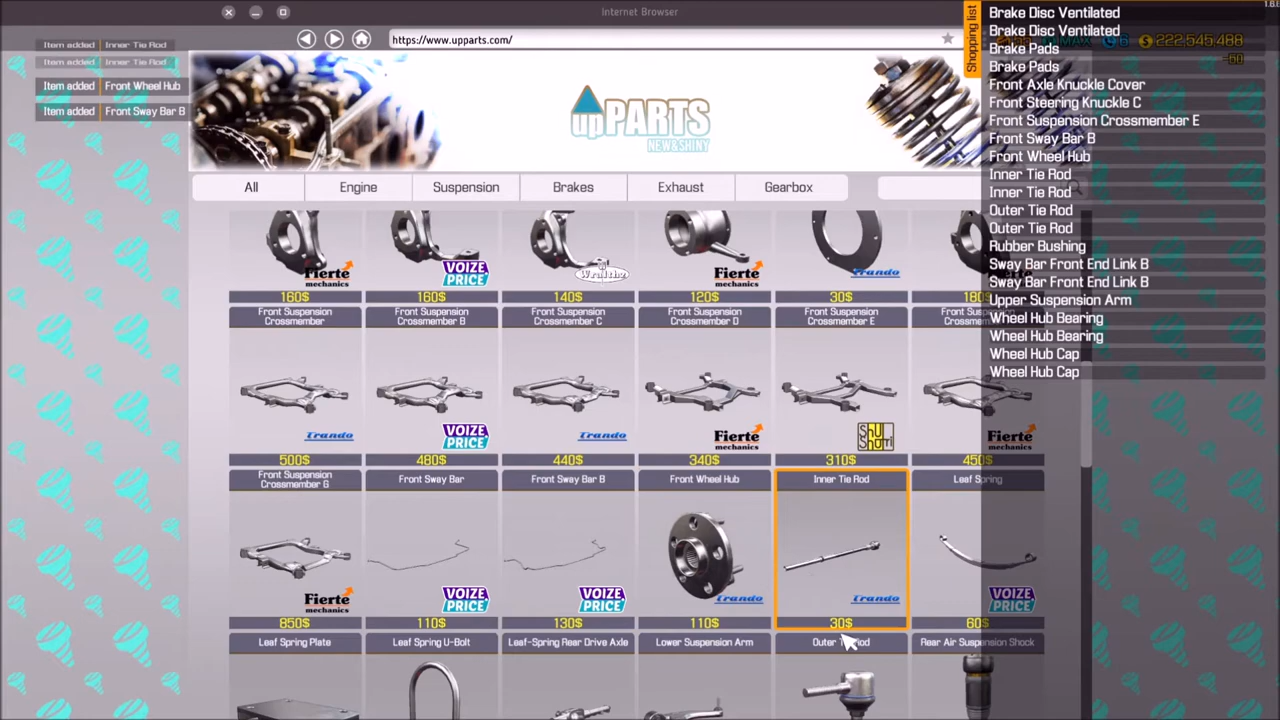 Internet Browser
1.8.
https://www.upparts.com/
Shopping list
222,545,488
-60
6
Item added Inner Tie Rod
Item added Inner Tie Rod
Item added Front Wheel Hub
Item added Front Sway Bar B
upPARTS
NEW&SHINY
All Engine Suspension Brakes Exhaust Gearbox
Brake Disc Ventilated
Brake Disc Ventilated
Brake Pads
Brake Pads
Front Axle Knuckle Cover
Front Steering Knuckle C
Front Suspension Crossmember E
Front Sway Bar B
Front Wheel Hub
Inner Tie Rod
Inner Tie Rod
Outer Tie Rod
Outer Tie Rod
Rubber Bushing
Sway Bar Front End Link B
Sway Bar Front End Link B
Upper Suspension Arm
Wheel Hub Bearing
Wheel Hub Bearing
Wheel Hub Cap
Wheel Hub Cap
Fierte mechanics VOIZE PRICE Wraithe Fierte mechanics Trando
160$ 160$ 140$ 120$ 30$ 180$
Front Suspension Crossmember
Front Suspension Crossmember B
Front Suspension Crossmember C
Front Suspension Crossmember D
Front Suspension Crossmember E
Trando VOIZE PRICE Trando Fierte mechanics Shul Shotri Fierte mechanics
500$ 480$ 440$ 340$ 310$ 450$
Front Suspension Crossmember G
Front Sway Bar
Front Sway Bar B
Front Wheel Hub
Inner Tie Rod
Leaf Spring
Fierte mechanics VOIZE PRICE VOIZE PRICE Trando Trando VOIZE PRICE
850$ 110$ 130$ 110$ 30$ 60$
Leaf Spring Plate
Leaf Spring U-Bolt
Leaf-Spring Rear Drive Axle
Lower Suspension Arm
Outer Rod
Rear Air Suspension Shock